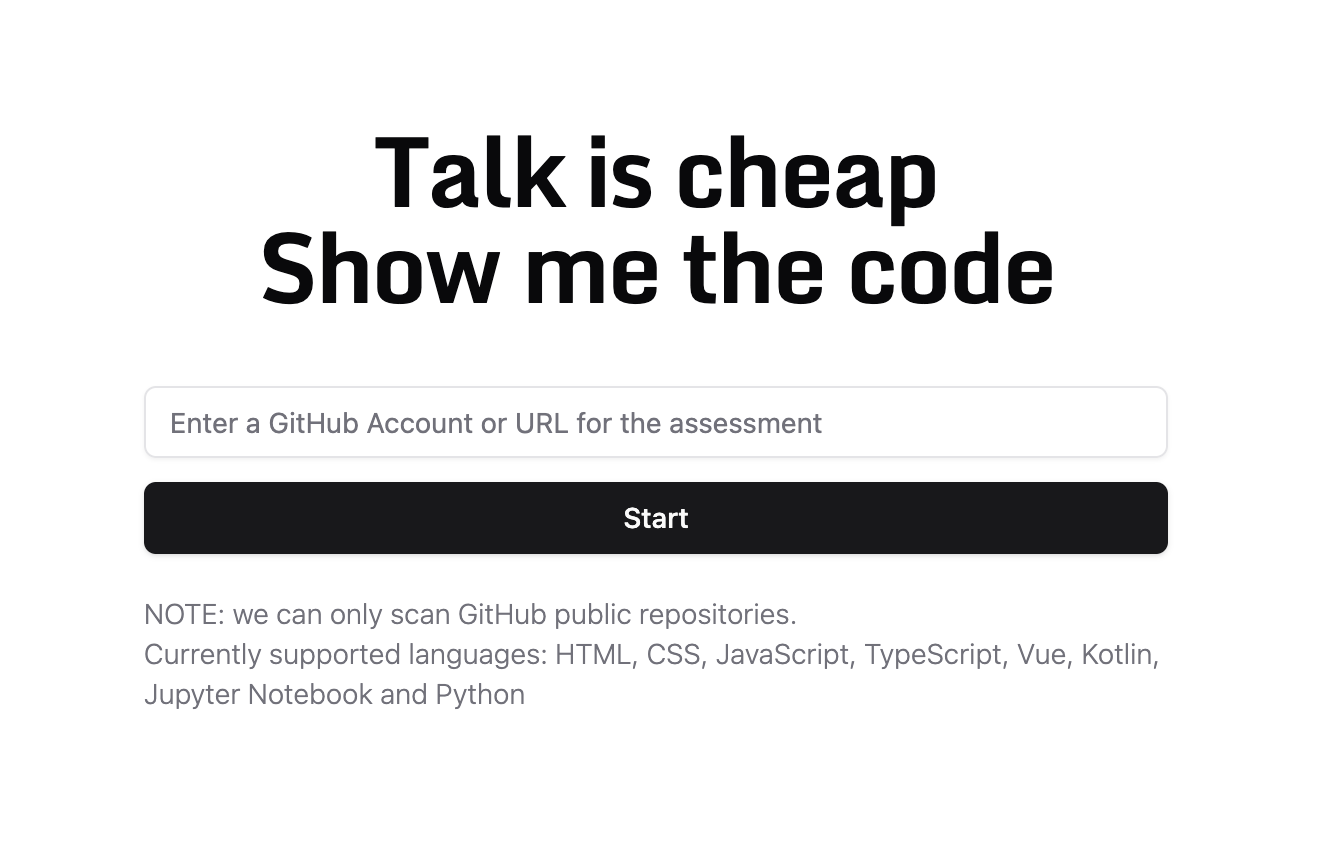 Talk is cheap
Show me the code
Enter a GitHub Account or URL for the assessment
Start
NOTE: we can only scan GitHub public repositories.
Currently supported languages: HTML, CSS, JavaScript, TypeScript, Vue, Kotlin,
Jupyter Notebook and Python